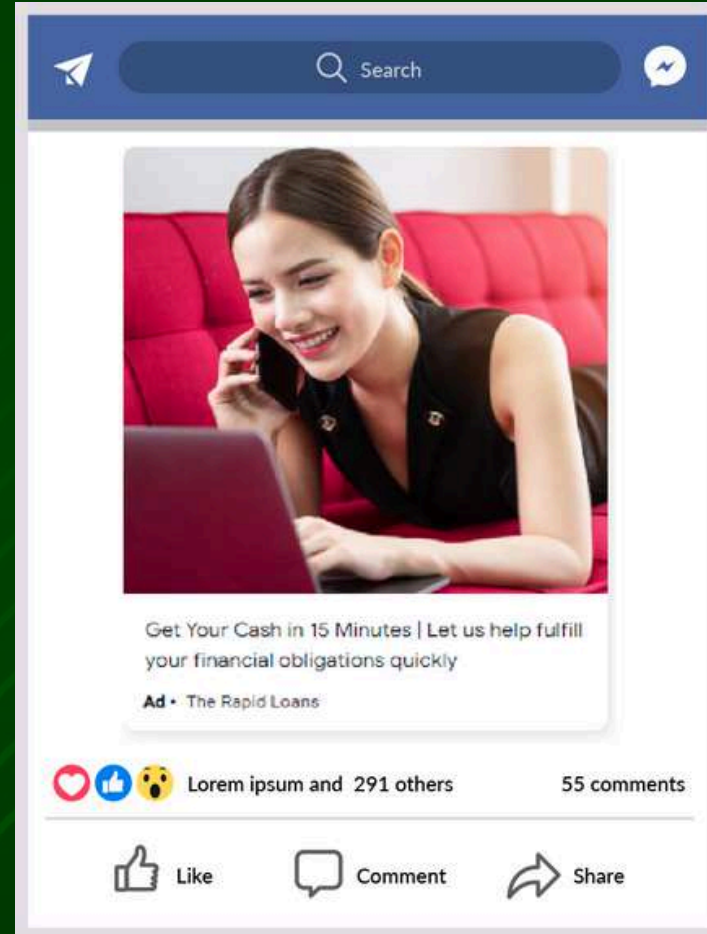 Search
Get Your Cash in 15 Minutes | Let us help fulfill
your financial obligations quickly
Ad • The Rapid Loans
Lorem ipsum and 291 others 55 comments
Like Comment Share